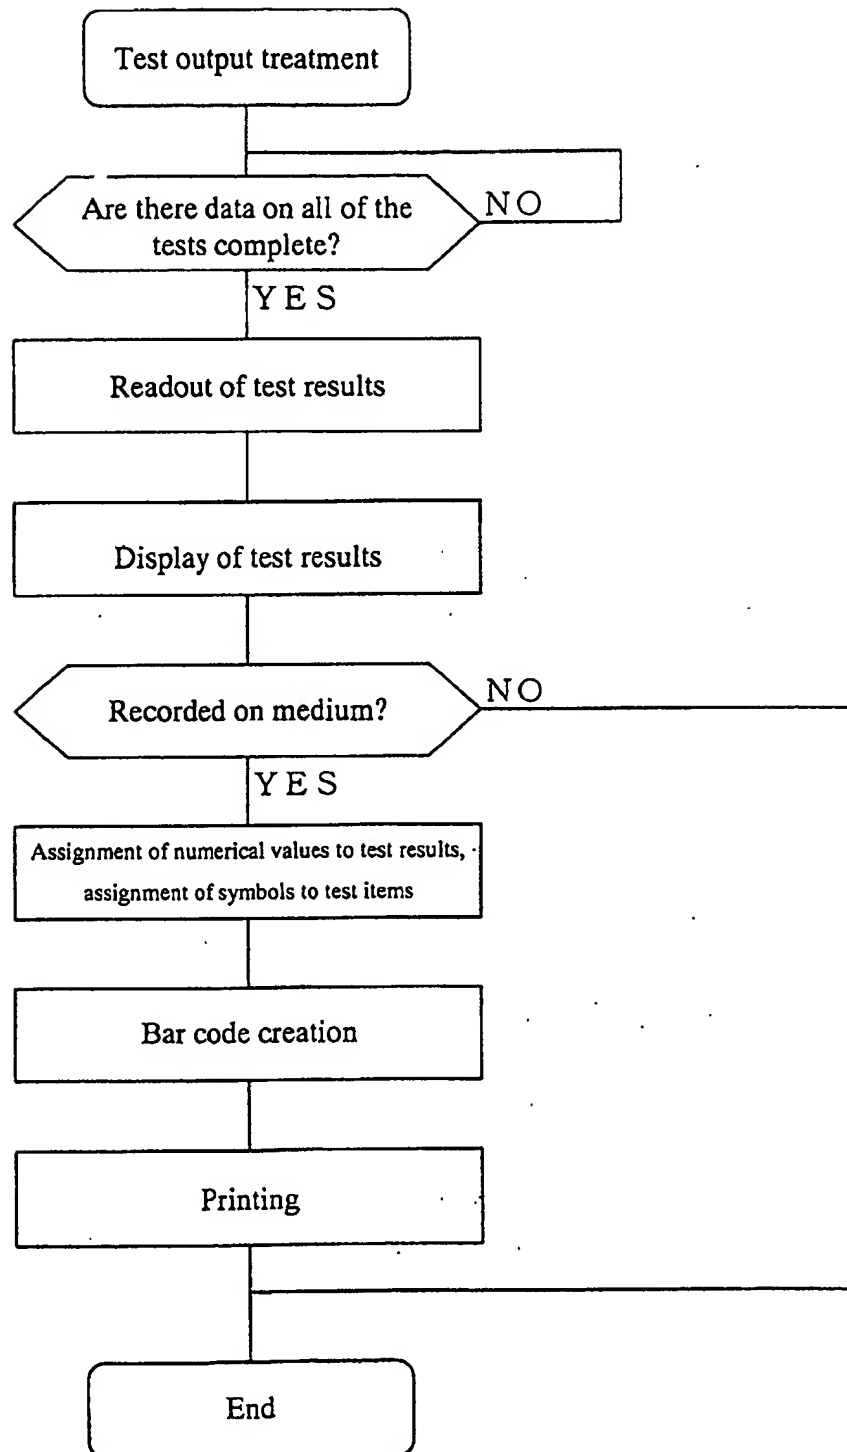 Test output treatment
Are there data on all of the
tests complete?
NO
YES
Readout of test results
Display of test results
Recorded on medium?
NO
YES
Assignment of numerical values to test results,
assignment of symbols to test items
Bar code creation
Printing
End